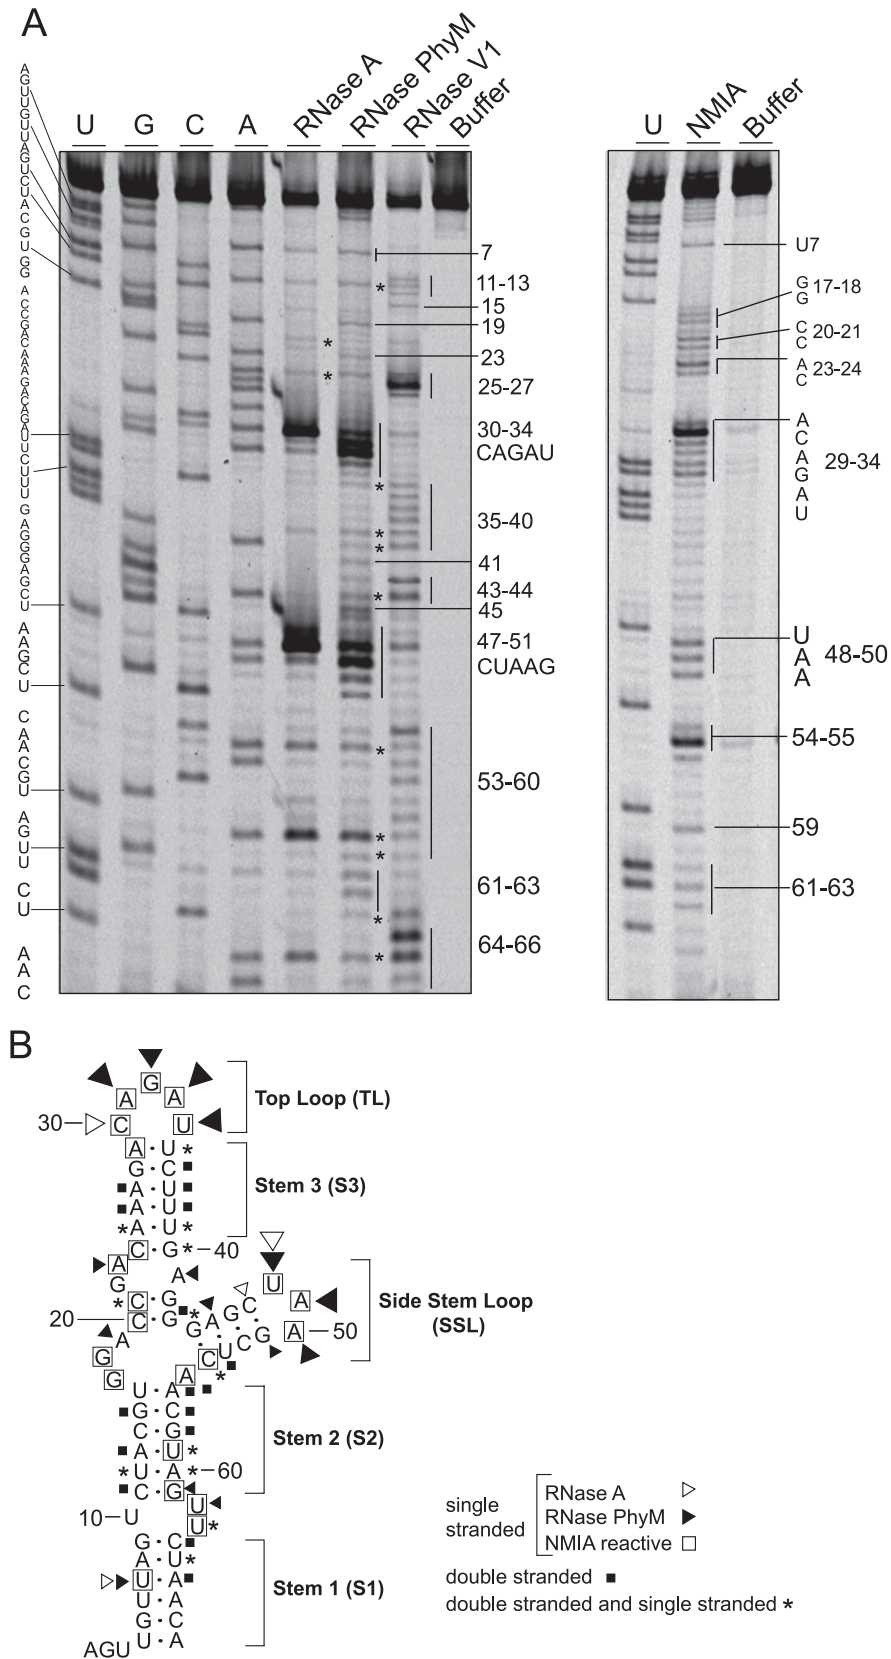 A
U
G
C
A
RNase A
RNase PhyM
RNase V1
Buffer
U
NMIA
Buffer
A
G
U
U
G
U
U
A
G
U
C
U
A
C
G
U
G
G
A
C
C
G
A
C
A
A
A
G
A
C
A
G
A
U
U
C
U
U
U
G
A
G
G
G
A
G
C
U
A
A
G
C
U
C
A
A
C
G
U
A
G
U
U
C
U
A
A
C
7
11-13
15
19
23
25-27
30-34
CAGAU
35-40
41
43-44
45
47-51
CUAAG
53-60
61-63
64-66
*
*
*
*
*
*
*
*
*
*
*
*
U7
G
G
17-18
C
C
20-21
A
C
23-24
A
C
A
G
A
U
29-34
U
A
A
48-50
54-55
59
61-63
B
G
A A
30 C U
A · U *
G · C
A · U
A · U
* A · U *
C · G * 40
A A
G
* C · G
20 C · G *
A
G
G
G A G C U A
A 50
C U C G
*
A
U · A
G · C
C · G
A · U *
* U · A * 60
C · G
10 U U
U *
G · C
A · U *
U · A
U · A
G · C
AGU U · A
Top Loop (TL)
Stem 3 (S3)
Side Stem Loop
(SSL)
Stem 2 (S2)
Stem 1 (S1)
single
stranded
RNase A
RNase PhyM
NMIA reactive
double stranded
double stranded and single stranded *